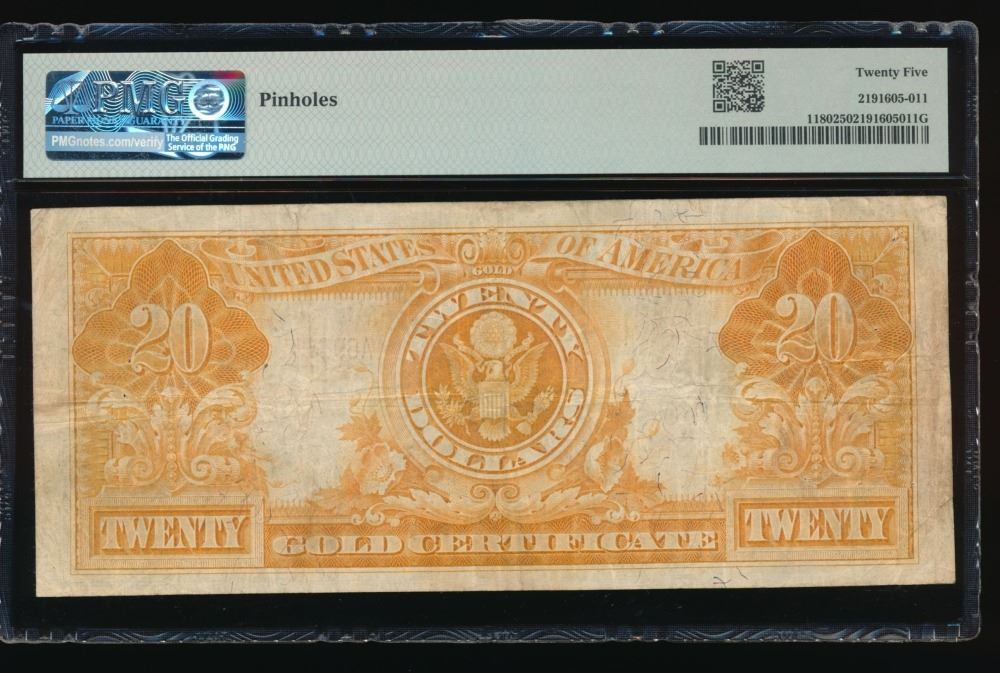 PMG
PAPER MONEY GUARANTY
PMGnotes.com/verify
The Official Grading
Service of the PNG
Pinholes
Twenty Five
2191605-011
11802502191605011G
UNITED STATES OF AMERICA
GOLD
20
TWENTY
DOLLARS
20
TWENTY
GOLD CERTIFICATE
TWENTY